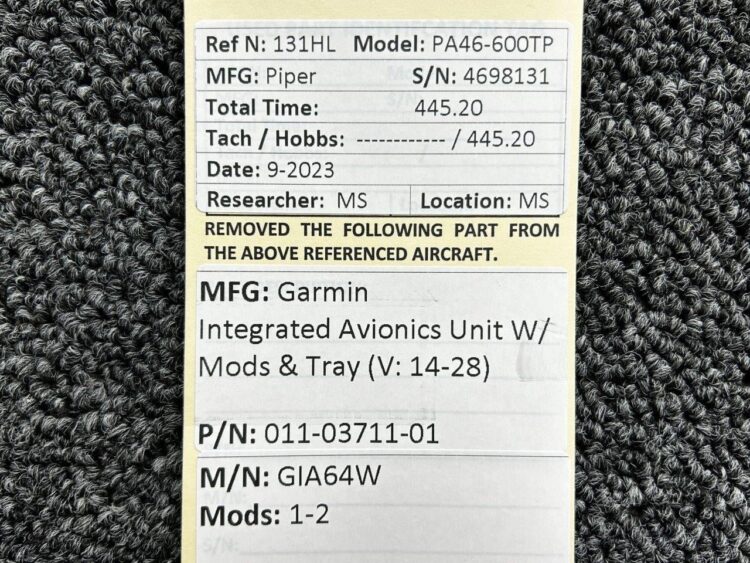 Ref N: 131HL Model: PA46-600TP
MFG: Piper S/N: 4698131
Total Time: 445.20
Tach / Hobbs: ------------ / 445.20
Date: 9-2023
Researcher: MS Location: MS
REMOVED THE FOLLOWING PART FROM
THE ABOVE REFERENCED AIRCRAFT.
MFG: Garmin
Integrated Avionics Unit W/
Mods & Tray (V: 14-28)
P/N: 011-03711-01
M/N: GIA64W
Mods: 1-2
S/N: